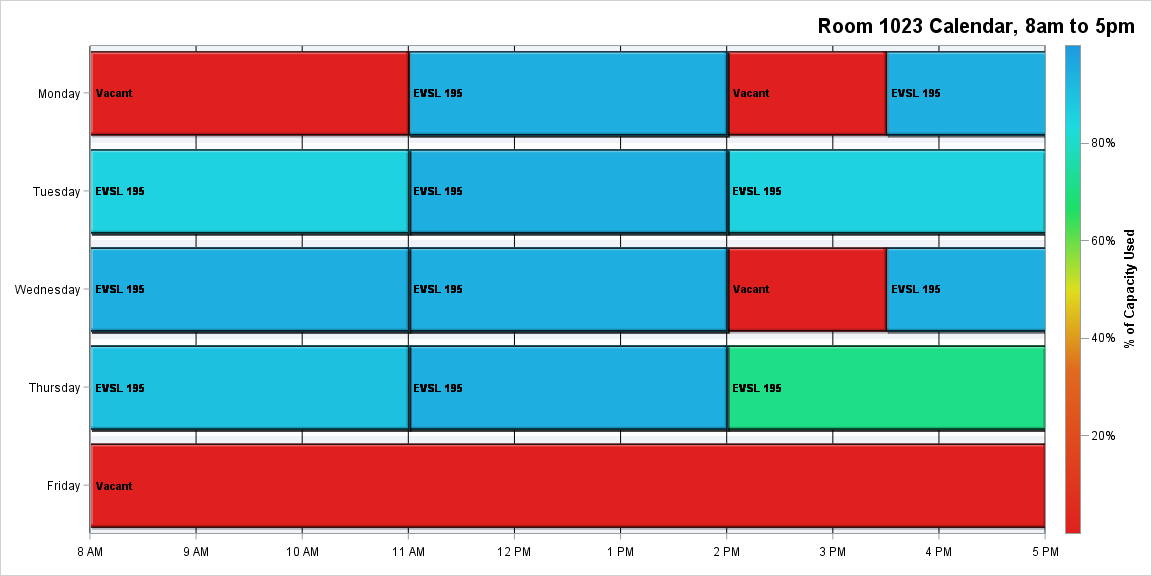 Room 1023 Calendar, 8am to 5pm
Monday
Vacant
EVSL 195
Vacant
EVSL 195
Tuesday
EVSL 195
EVSL 195
EVSL 195
Wednesday
EVSL 195
EVSL 195
Vacant
EVSL 195
Thursday
EVSL 195
EVSL 195
EVSL 195
Friday
Vacant
8 AM
9 AM
10 AM
11 AM
12 PM
1 PM
2 PM
3 PM
4 PM
5 PM
80%
60%
40%
20%
% of Capacity Used